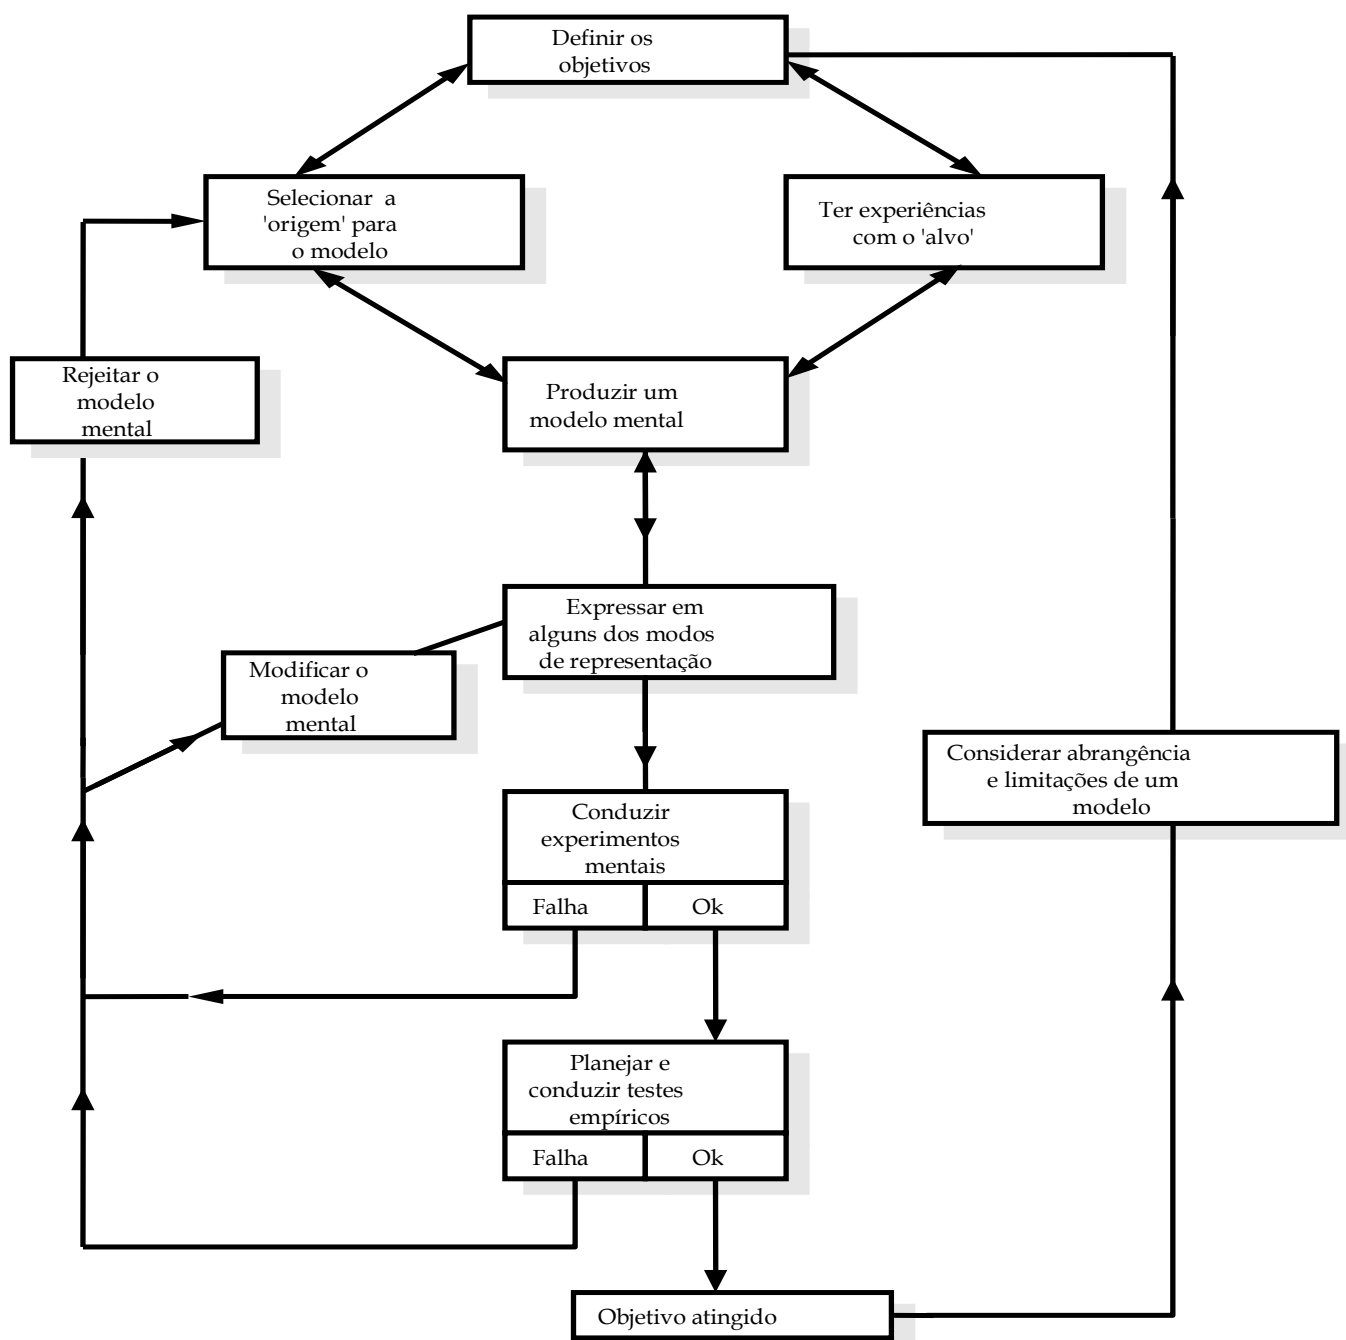 Definir os
objetivos
Selecionar a
'origem' para
o modelo
Ter experiências
com o 'alvo'
Rejeitar o
modelo
mental
Produzir um
modelo mental
Expressar em
alguns dos modos
de representação
Modificar o
modelo
mental
Considerar abrangência
e limitações de um
modelo
Conduzir
experimentos
mentais
Falha
Ok
Planejar e
conduzir testes
empíricos
Falha
Ok
Objetivo atingido